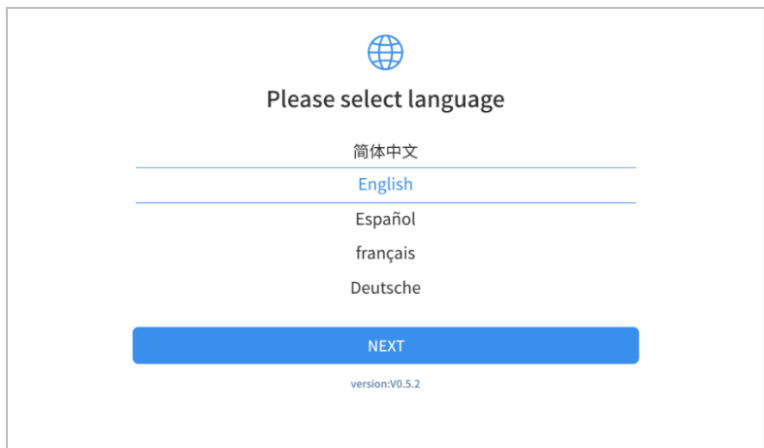 Please select language
简体中文
English
Español
français
Deutsche
NEXT
version:V0.5.2